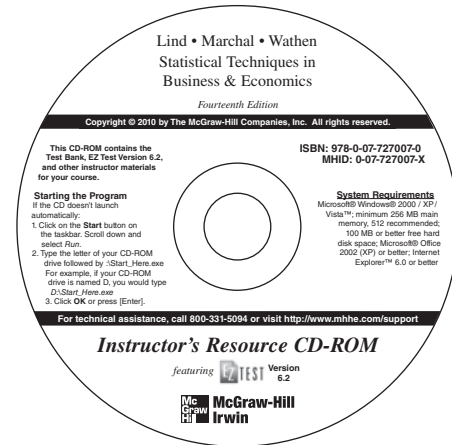 Lind • Marchal • Wathen
Statistical Techniques in
Business & Economics
Fourteenth Edition
Copyright © 2010 by The McGraw-Hill Companies, Inc. All rights reserved.
This CD-ROM contains the
Test Bank, EZ Test Version 6.2,
and other instructor materials
for your course.
Starting the Program
If the CD doesn't launch
automatically:
1. Click on the Start button on
the taskbar. Scroll down and
select Run.
2. Type the letter of your CD-ROM
drive followed by :\Start_Here.exe
For example, if your CD-ROM
drive is named D, you would type
D:\Start_Here.exe
3. Click OK or press [Enter].
ISBN: 978-0-07-727007-0
MHID: 0-07-727007-X
System Requirements
Microsoft® Windows® 2000 / XP /
Vista™; minimum 256 MB main
memory, 512 recommended;
100 MB or better free hard
disk space; Microsoft® Office
2002 (XP) or better; Internet
Explorer™ 6.0 or better
For technical assistance, call 800-331-5094 or visit http://www.mhhe.com/support
Instructor's Resource CD-ROM
featuring EZ TEST Version
6.2
Mc
Graw
Hill
McGraw-Hill
Irwin